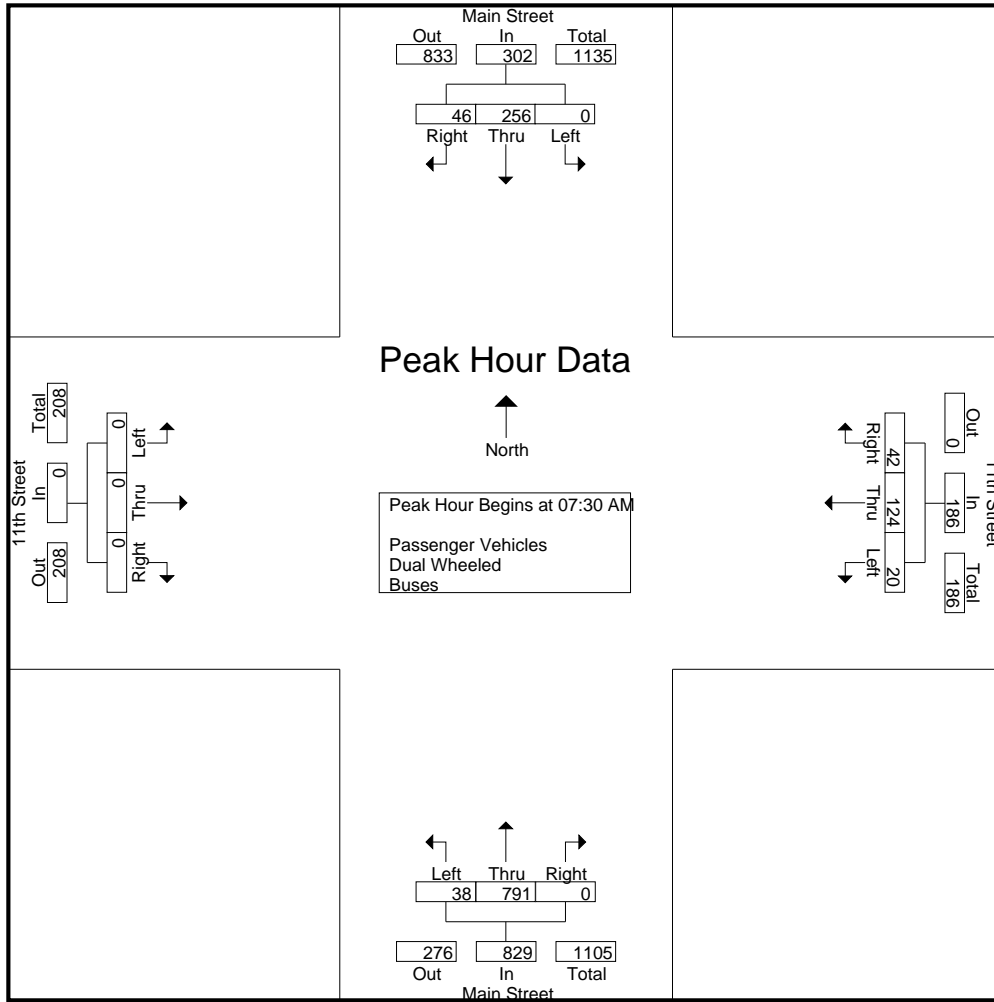 Main Street
Out In Total
833 302 1135
46 256 0
Right Thru Left
Peak Hour Data
North
Peak Hour Begins at 07:30 AM
Passenger Vehicles
Dual Wheeled
Buses
11th Street
Out In Total
208 0 208
Left Thru Right
0 0 0
11th Street
Out In Total
0 186 186
Right Thru Left
42 124 20
Left Thru Right
38 791 0
276 829 1105
Out In Total
Main Street